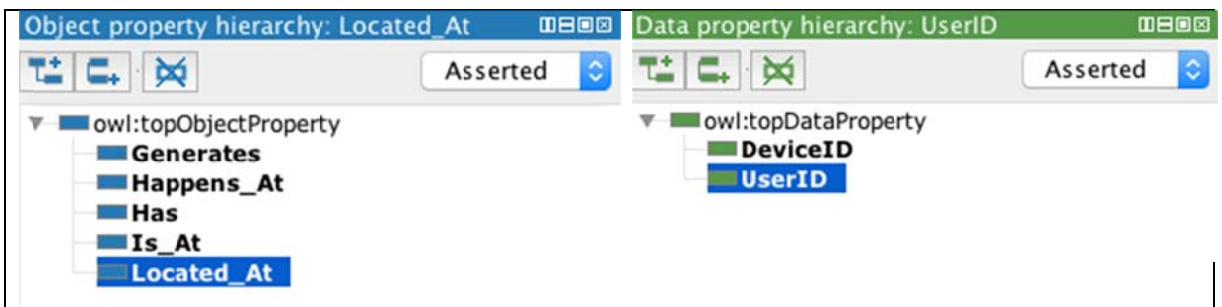 Object property hierarchy: Located_At
Asserted
owl:topObjectProperty
Generates
Happens_At
Has
Is_At
Located_At
Data property hierarchy: UserID
Asserted
owl:topDataProperty
DeviceID
UserID